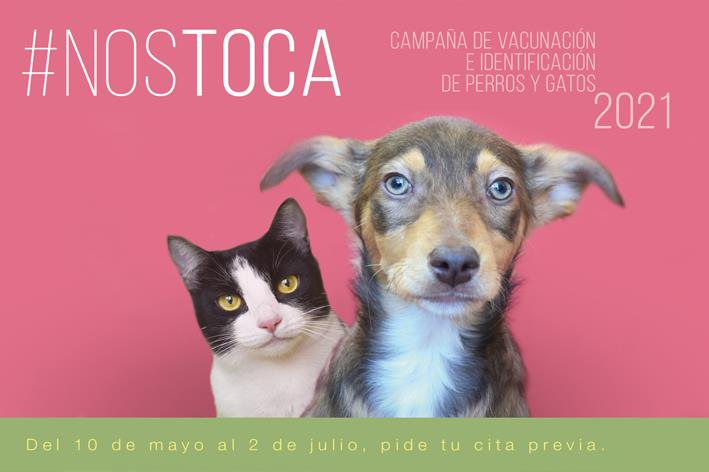 #NOSTOCA
CAMPAÑA DE VACUNACIÓN
E IDENTIFICACIÓN
DE PERROS Y GATOS
2021
Del 10 de mayo al 2 de julio, pide tu cita previa.